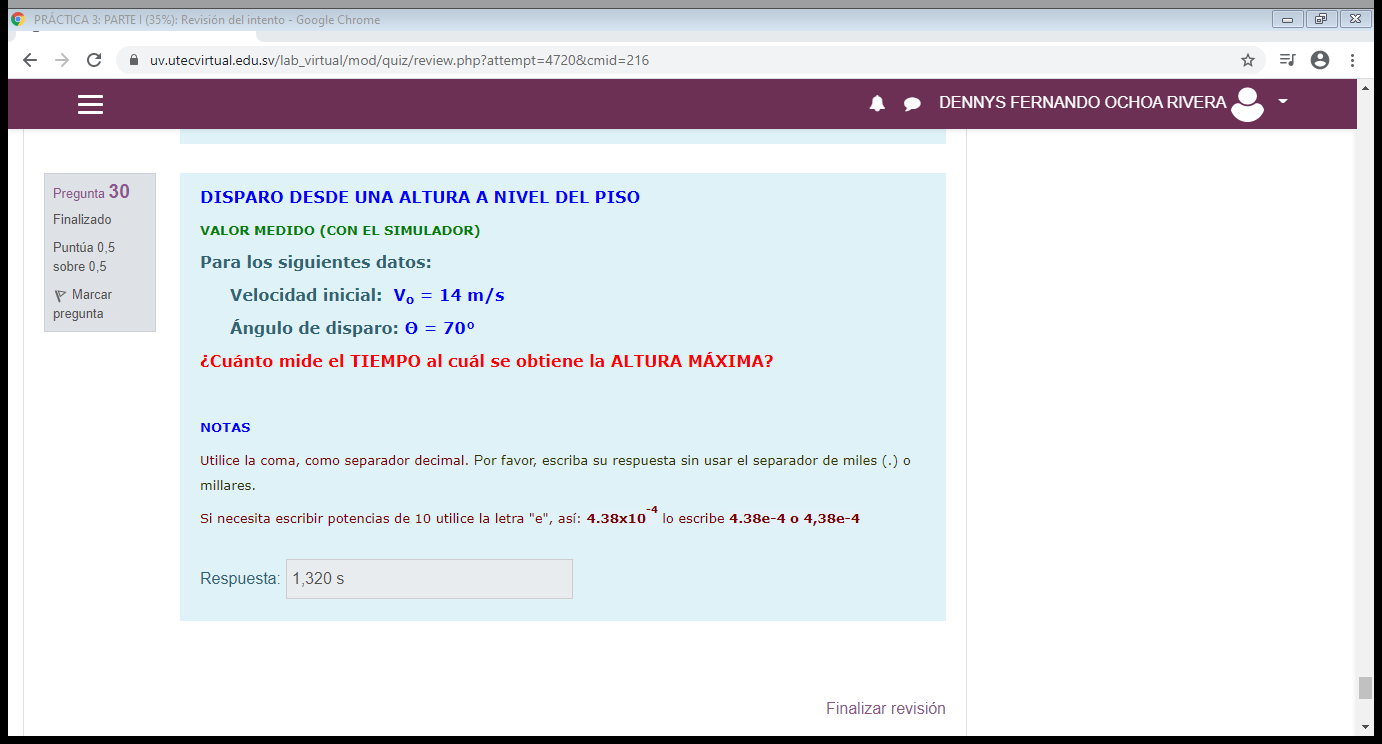 PRÁCTICA 3: PARTE I (35%): Revisión del intento - Google Chrome
uv.utecvirtual.edu.sv/lab_virtual/mod/quiz/review.php?attempt=4720&cmid=216
DENNYS FERNANDO OCHOA RIVERA
Pregunta 30
Finalizado
Puntúa 0,5
sobre 0,5
Marcar
pregunta
DISPARO DESDE UNA ALTURA A NIVEL DEL PISO
VALOR MEDIDO (CON EL SIMULADOR)
Para los siguientes datos:
Velocidad inicial: Vo = 14 m/s
Ángulo de disparo: Θ = 70º
¿Cuánto mide el TIEMPO al cuál se obtiene la ALTURA MÁXIMA?
NOTAS
Utilice la coma, como separador decimal. Por favor, escriba su respuesta sin usar el separador de miles (.) o
millares.
Si necesita escribir potencias de 10 utilice la letra "e", así: 4.38x10-4 lo escribe 4.38e-4 o 4,38e-4
Respuesta: 1,320 s
Finalizar revisión